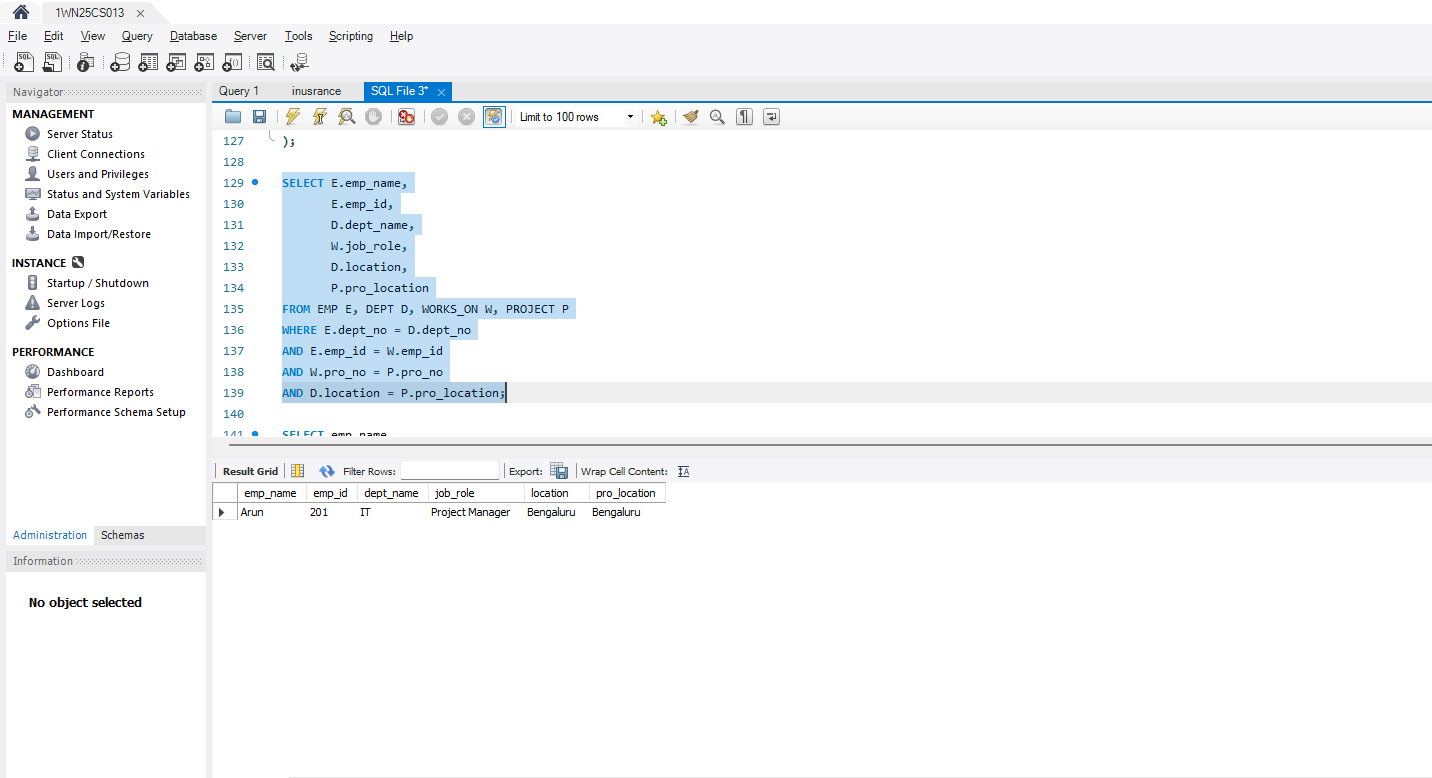 1WN25CS013
File Edit View Query Database Server Tools Scripting Help
Navigator
MANAGEMENT
Server Status
Client Connections
Users and Privileges
Status and System Variables
Data Export
Data Import/Restore
INSTANCE
Startup / Shutdown
Server Logs
Options File
PERFORMANCE
Dashboard
Performance Reports
Performance Schema Setup
Administration Schemas
Information
No object selected
Query 1 inusrance SQL File 3*
Limit to 100 rows
127 );
128
129 SELECT E.emp_name,
130 E.emp_id,
131 D.dept_name,
132 W.job_role,
133 D.location,
134 P.pro_location
135 FROM EMP E, DEPT D, WORKS_ON W, PROJECT P
136 WHERE E.dept_no = D.dept_no
137 AND E.emp_id = W.emp_id
138 AND W.pro_no = P.pro_no
139 AND D.location = P.pro_location;
140
141 SELECT emp_name
Result Grid Filter Rows: Export: Wrap Cell Content:
emp_name emp_id dept_name job_role location pro_location
Arun 201 IT Project Manager Bengaluru Bengaluru